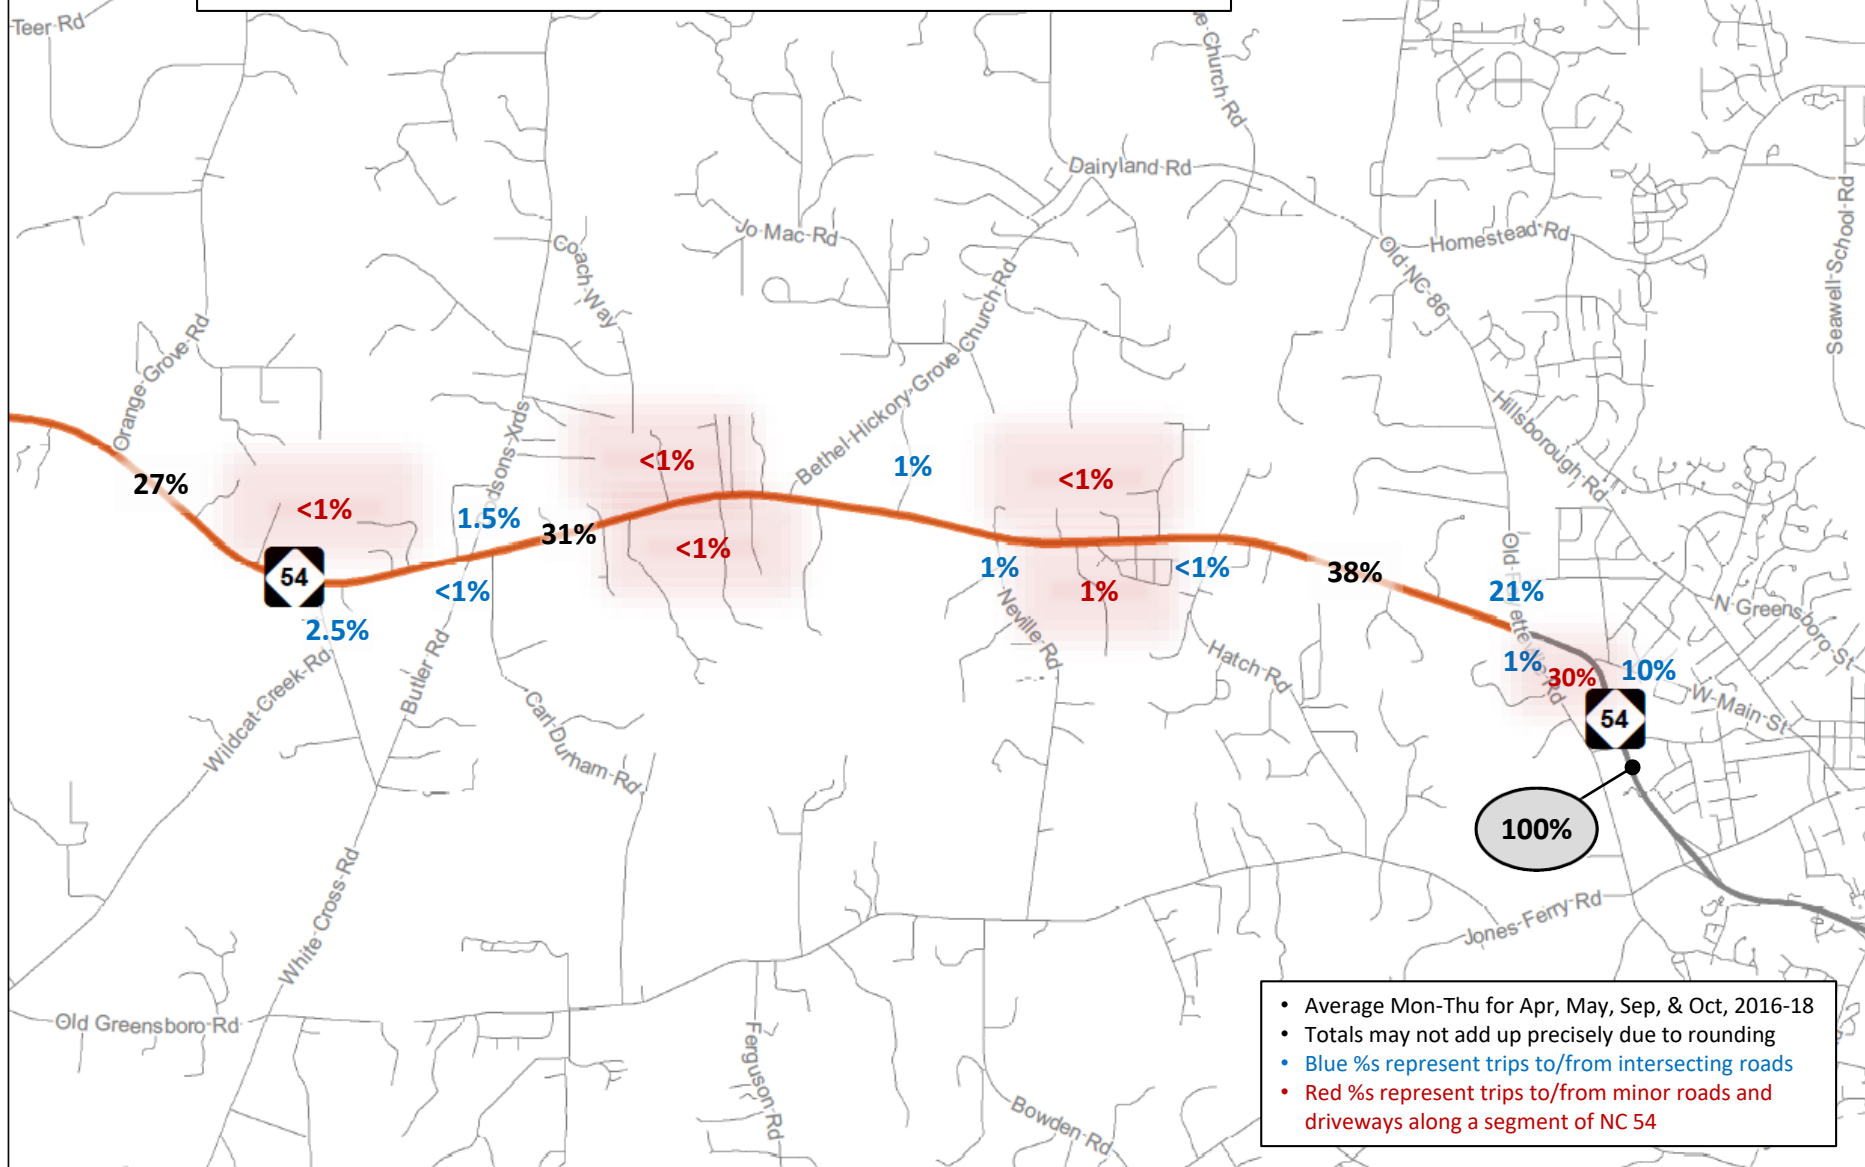 Teer Rd
e Church Rd
Dairyland Rd
Jo Mac Rd
Coach Way
Homestead Rd
Old NC 86
Seawell School Rd
Orange Grove Rd
Bethel Hickory Grove Church Rd
Hillsborough Rd
dsons Xrds
27%
<1%
1.5%
31%
<1%
<1%
1%
<1%
54
<1%
2.5%
1%
1%
<1%
38%
21%
1%
30%
10%
54
100%
Neville Rd
Hatch Rd
N Greensboro St
W Main St
Wildcat Creek Rd
Butler Rd
Carl Durham Rd
White Cross Rd
Jones Ferry Rd
Old Greensboro Rd
Ferguson Rd
Bowden Rd
• Average Mon-Thu for Apr, May, Sep, & Oct, 2016-18
• Totals may not add up precisely due to rounding
• Blue %s represent trips to/from intersecting roads
• Red %s represent trips to/from minor roads and
driveways along a segment of NC 54